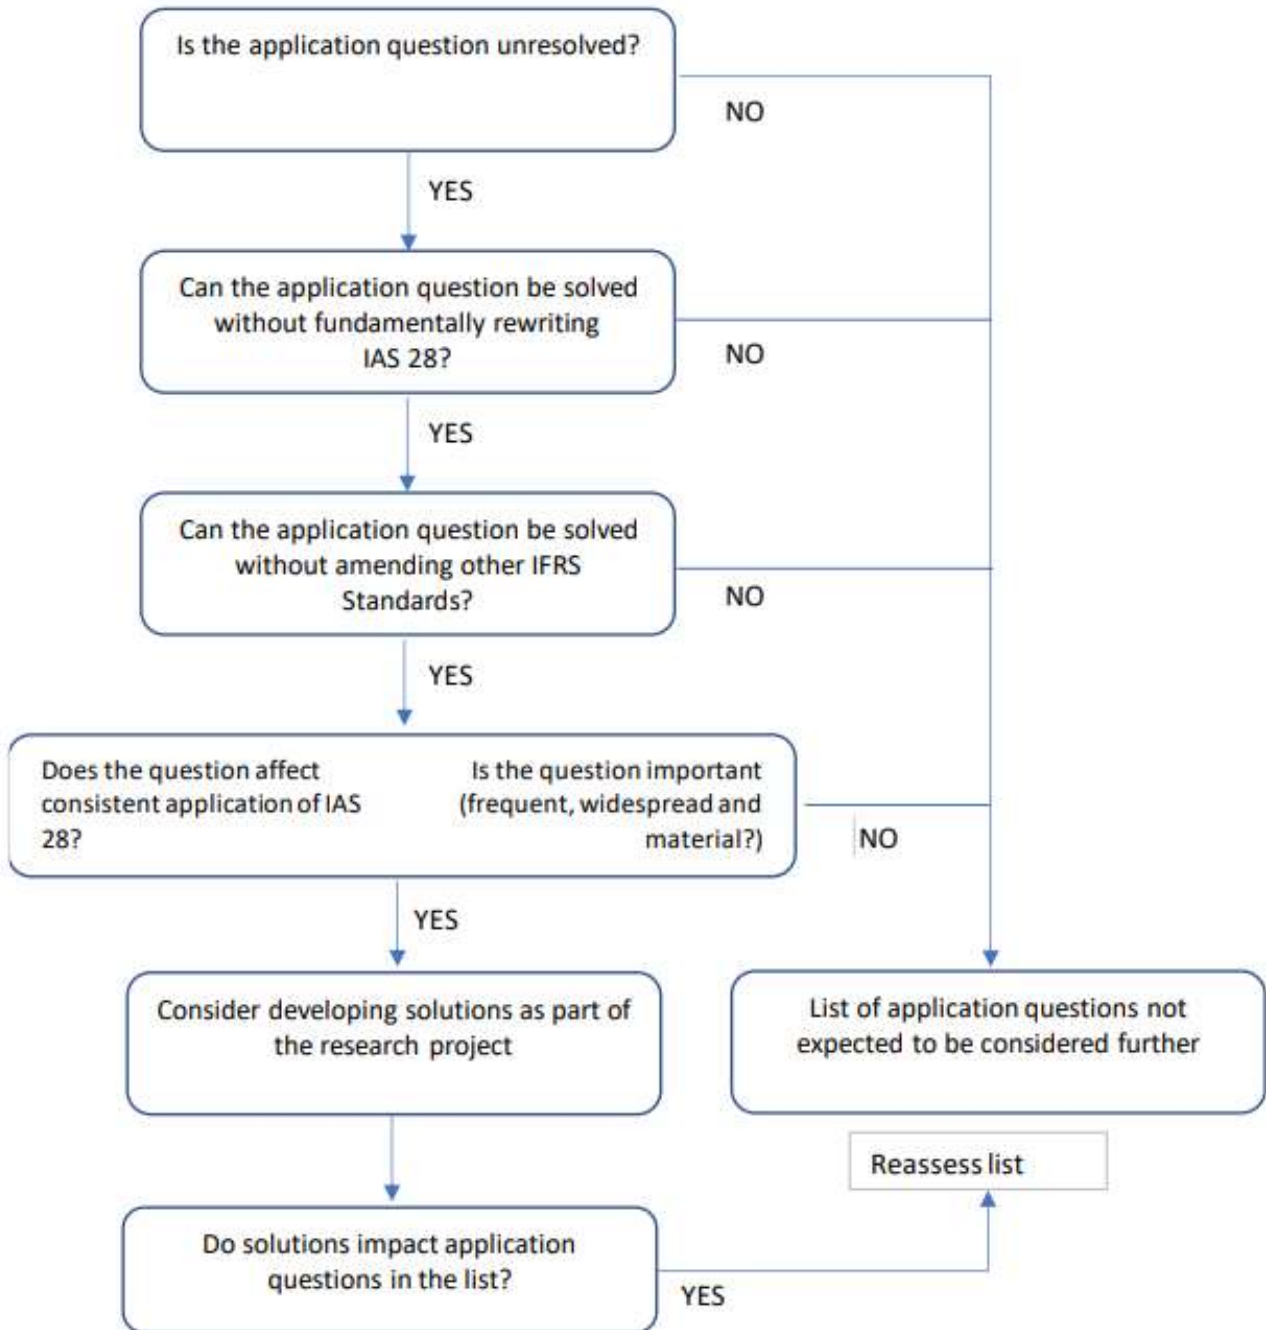 Is the application question unresolved?
NO
YES
Can the application question be solved
without fundamentally rewriting
IAS 28?
NO
YES
Can the application question be solved
without amending other IFRS
Standards?
NO
YES
Does the question affect
consistent application of IAS
28?
Is the question important
(frequent, widespread and
material?)
NO
YES
Consider developing solutions as part of
the research project
List of application questions not
expected to be considered further
Reassess list
Do solutions impact application
questions in the list?
YES